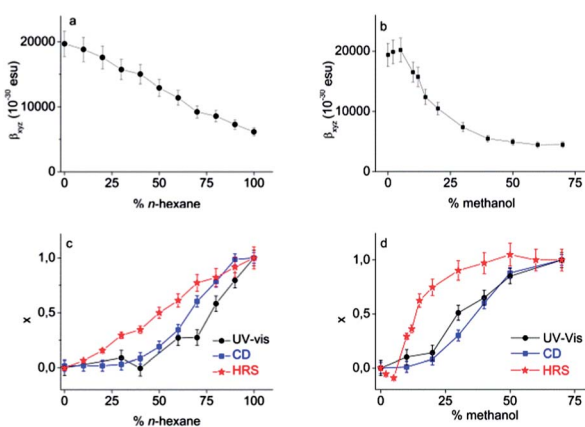 a
20000
10000
0
βxyz (10⁻³⁰ esu)
0 25 50 75 100
% n-hexane
b
20000
10000
0
βxyz (10⁻³⁰ esu)
0 25 50 75
% methanol
c
1,0
0,5
0,0
x
UV-vis
CD
HRS
0 25 50 75 100
% n-hexane
d
1,0
0,5
0,0
x
UV-Vis
CD
HRS
0 25 50 75
% methanol